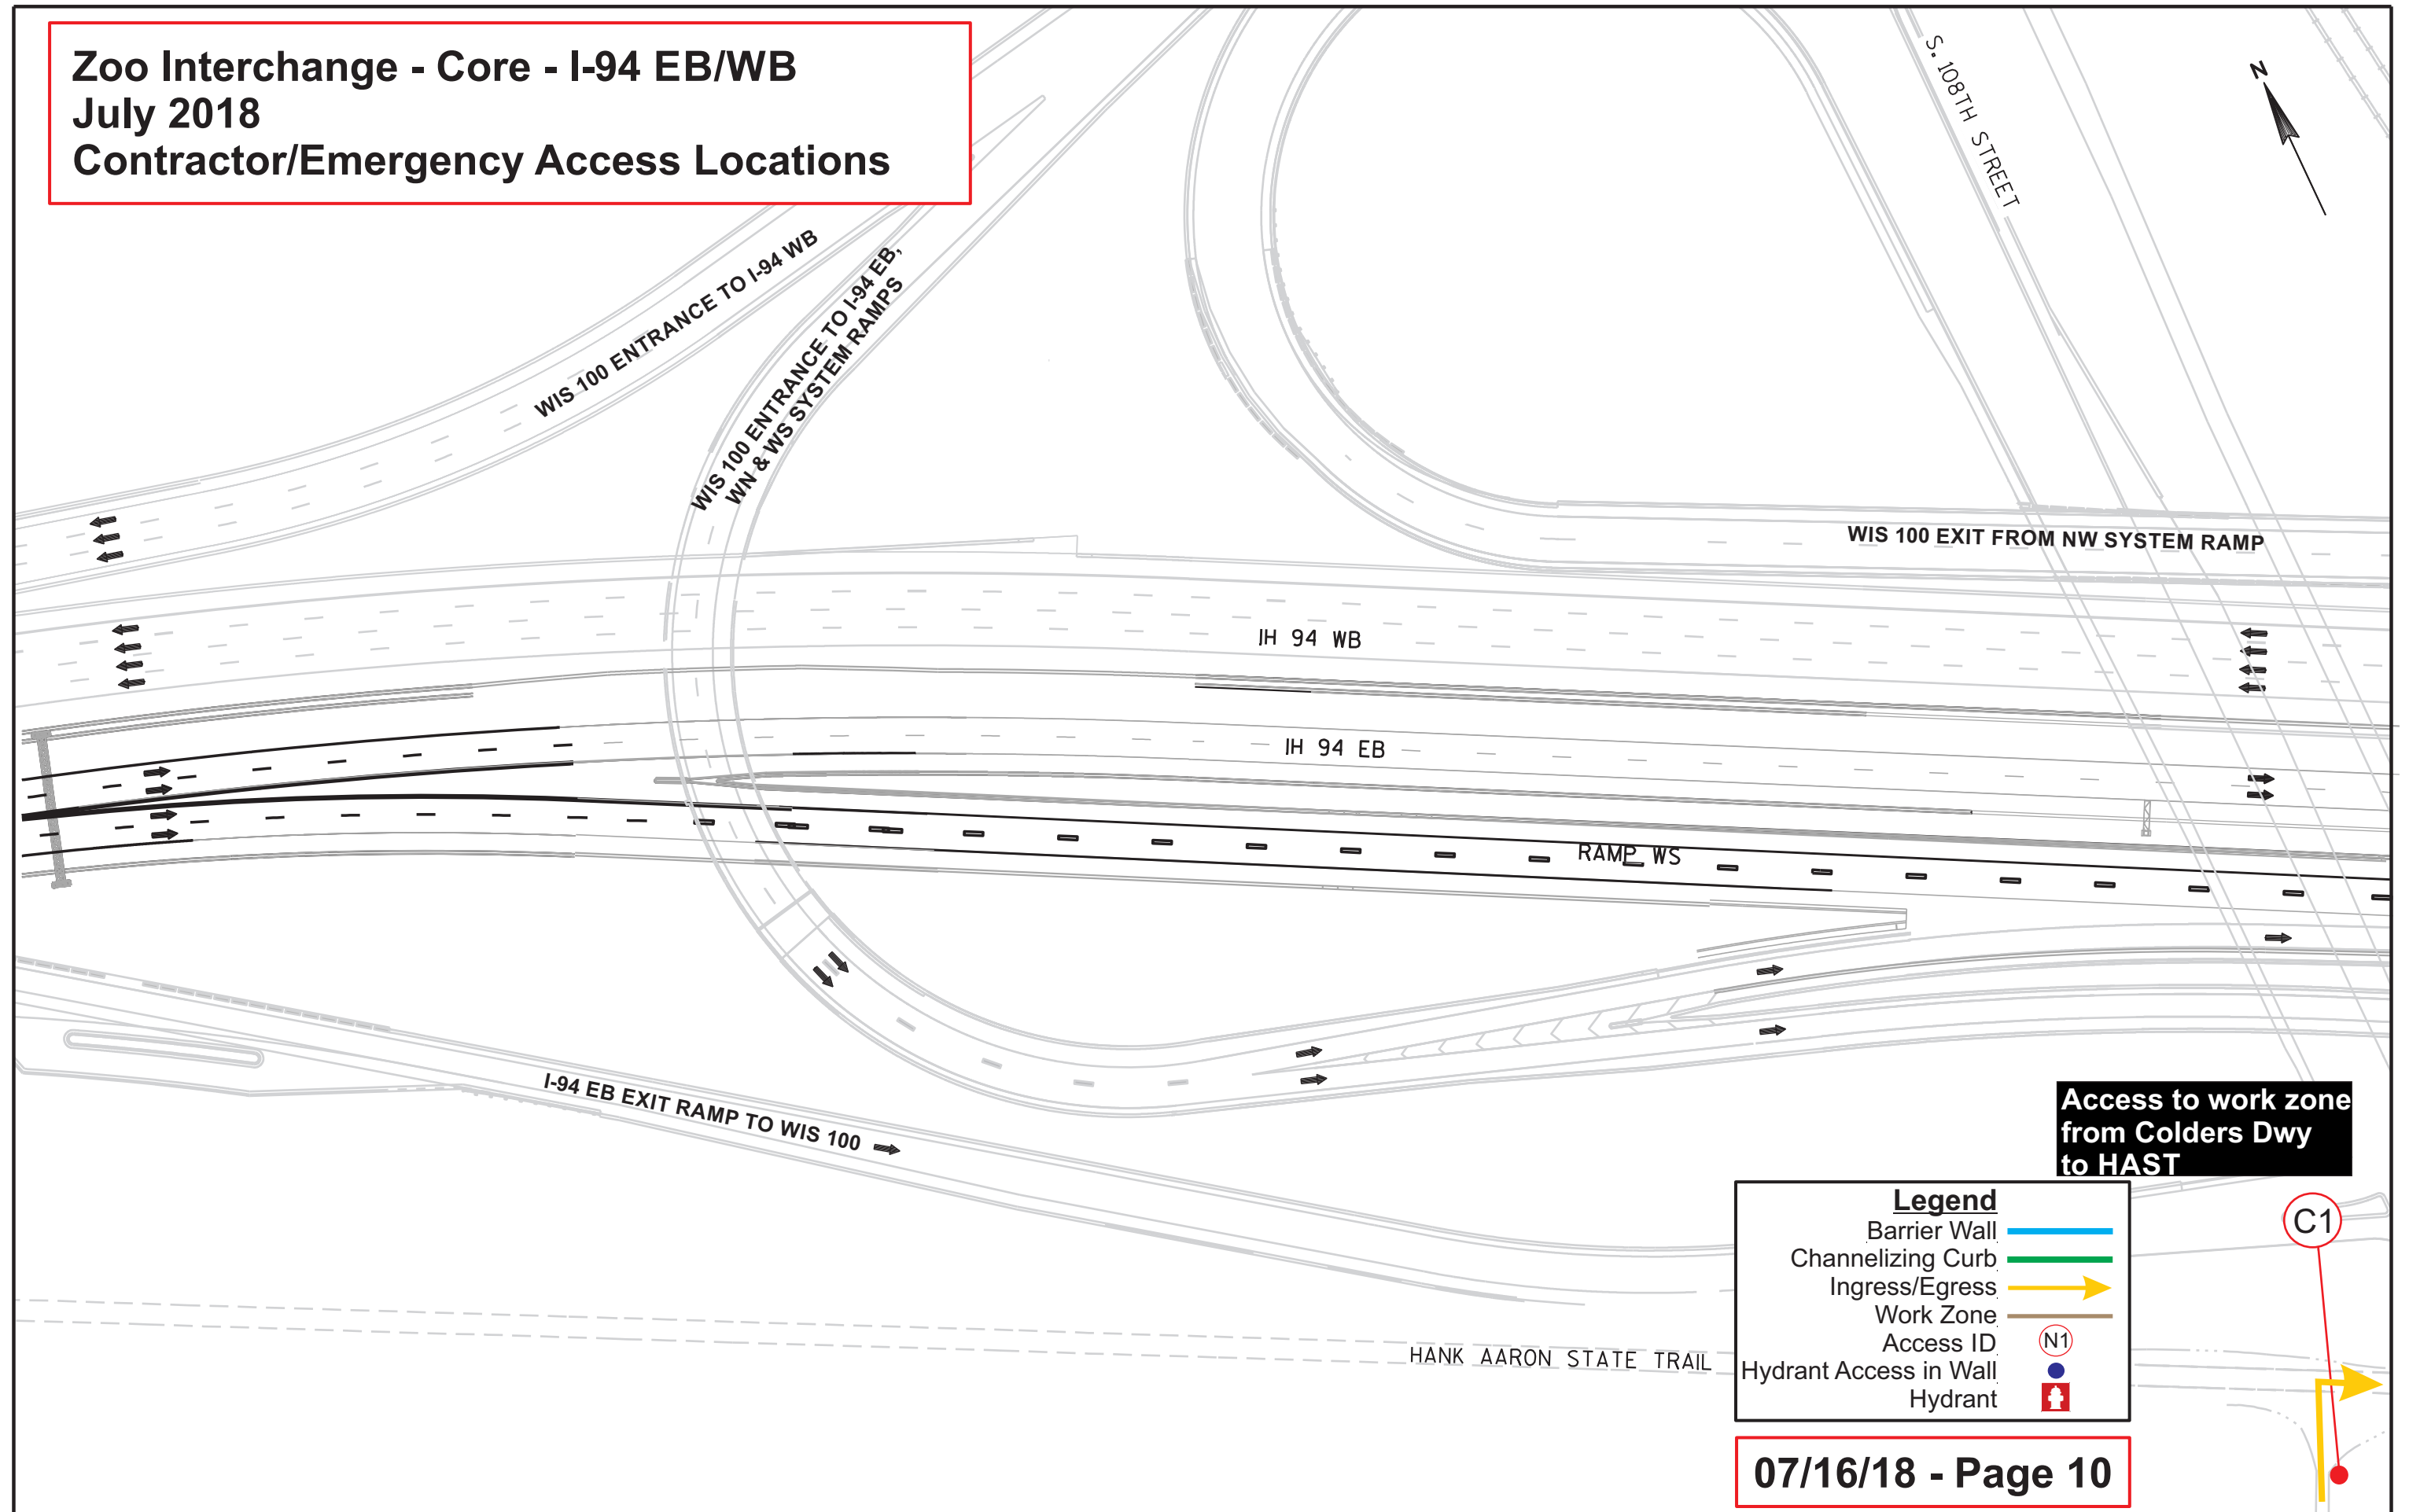 Zoo Interchange - Core - I-94 EB/WB
July 2018
Contractor/Emergency Access Locations
S. 108TH STREET
N
WIS 100 ENTRANCE TO I-94 WB
WIS 100 ENTRANCE TO I-94 EB,
WN & WS SYSTEM RAMPS
WIS 100 EXIT FROM NW SYSTEM RAMP
IH 94 WB
IH 94 EB
RAMP WS
I-94 EB EXIT RAMP TO WIS 100
Access to work zone
from Colders Dwy
to HAST
C1
Legend
Barrier Wall
Channelizing Curb
Ingress/Egress
Work Zone
Access ID N1
Hydrant Access in Wall
Hydrant
HANK AARON STATE TRAIL
07/16/18 - Page 10